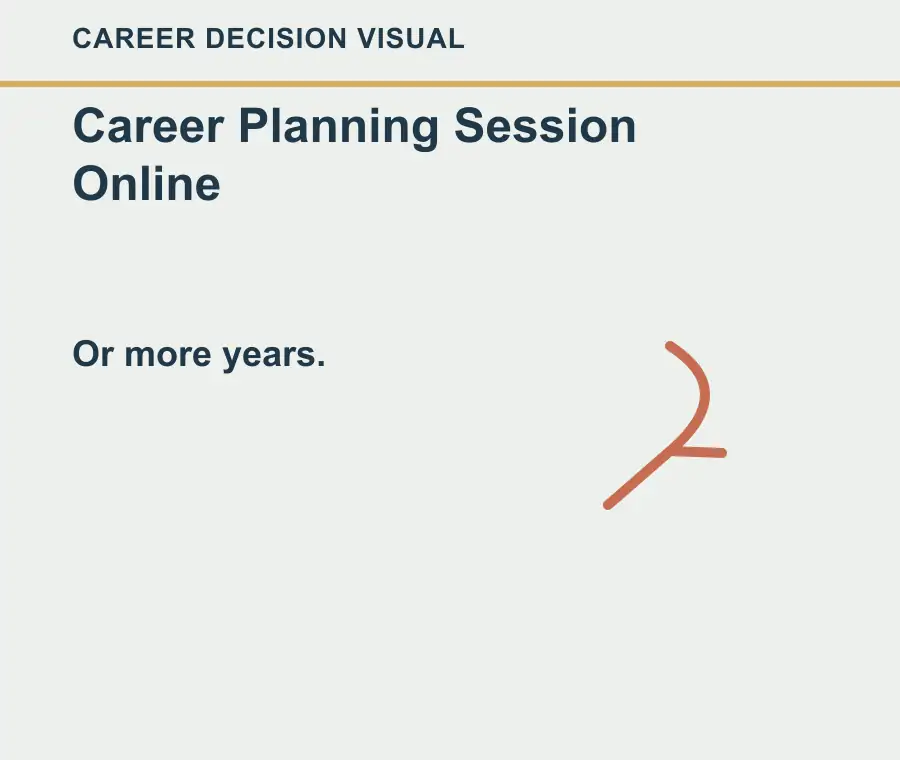 CAREER DECISION VISUAL
Career Planning Session
Online
Or more years.